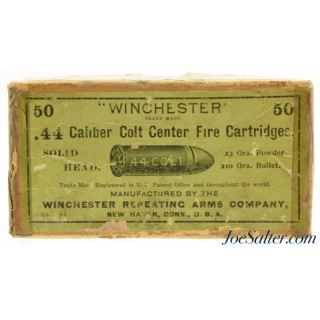 50 "WINCHESTER" 50
TRADE MARK.
.44 Caliber Colt Center Fire Cartridges.
SOLID HEAD. 44 COLT 23 Grs. Powder.
210 Grs. Bullet.
Trade Mark Registered in U.S. Patent Office and throughout the world.
MANUFACTURED BY THE
WINCHESTER REPEATING ARMS COMPANY,
NEW HAVEN, CONN., U. S. A.
JoeSalter.com